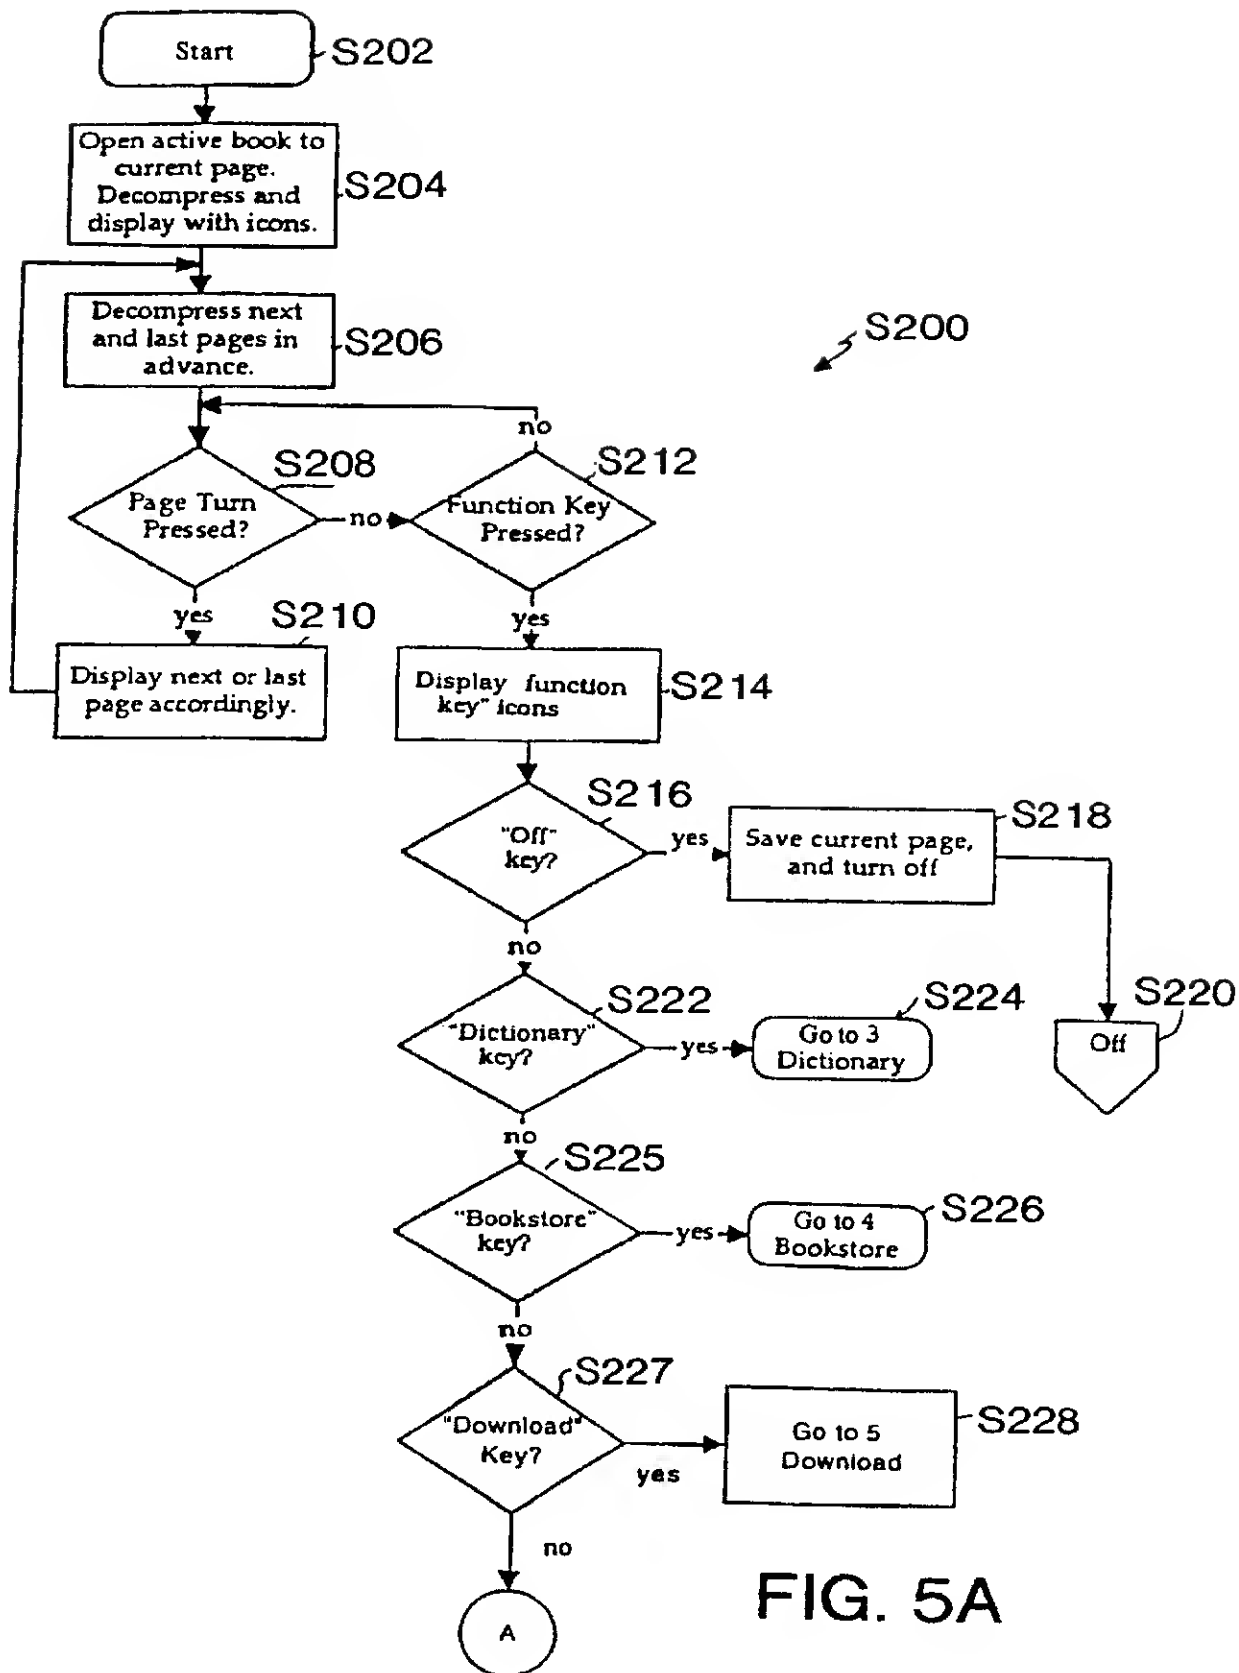 Start
S202
Open active book to
current page.
Decompress and
display with icons.
S204
Decompress next
and last pages in
advance.
S206
S200
no
S208
Page Turn
Pressed?
no
S212
Function Key
Pressed?
yes
S210
Display next or last
page accordingly.
yes
Display function
key" icons
S214
S216
"Off"
key?
yes
S218
Save current page,
and turn off
no
S222
"Dictionary"
key?
yes
S224
Go to 3
Dictionary
S220
Off
no
S225
"Bookstore"
key?
yes
Go to 4
Bookstore
S226
no
S227
"Download"
Key?
yes
Go to 5
Download
S228
no
A
FIG. 5A